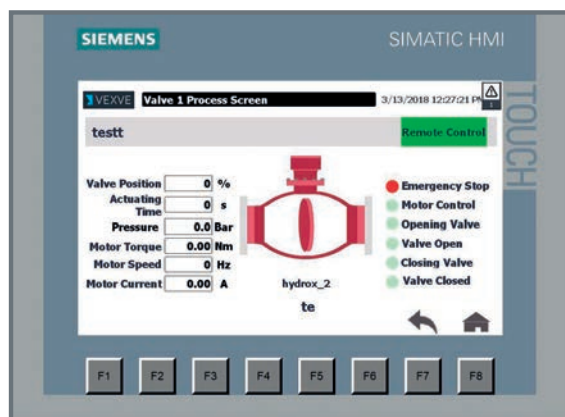 SIEMENS
SIMATIC HMI
TOUCH
VEXVE
Valve 1 Process Screen
3/13/2018 12:27:21 PM
1
testt
Remote Control
Valve Position 0 %
Actuating Time 0 s
Pressure 0.0 Bar
Motor Torque 0.00 Nm
Motor Speed 0 Hz
Motor Current 0.00 A
hydrox_2
te
Emergency Stop
Motor Control
Opening Valve
Valve Open
Closing Valve
Valve Closed
F1 F2 F3 F4 F5 F6 F7 F8